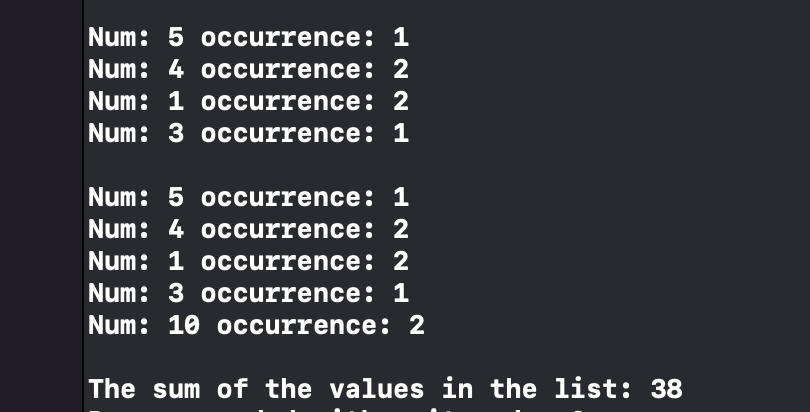 Num: 5 occurrence: 1
Num: 4 occurrence: 2
Num: 1 occurrence: 2
Num: 3 occurrence: 1
Num: 5 occurrence: 1
Num: 4 occurrence: 2
Num: 1 occurrence: 2
Num: 3 occurrence: 1
Num: 10 occurrence: 2
The sum of the values in the list: 38